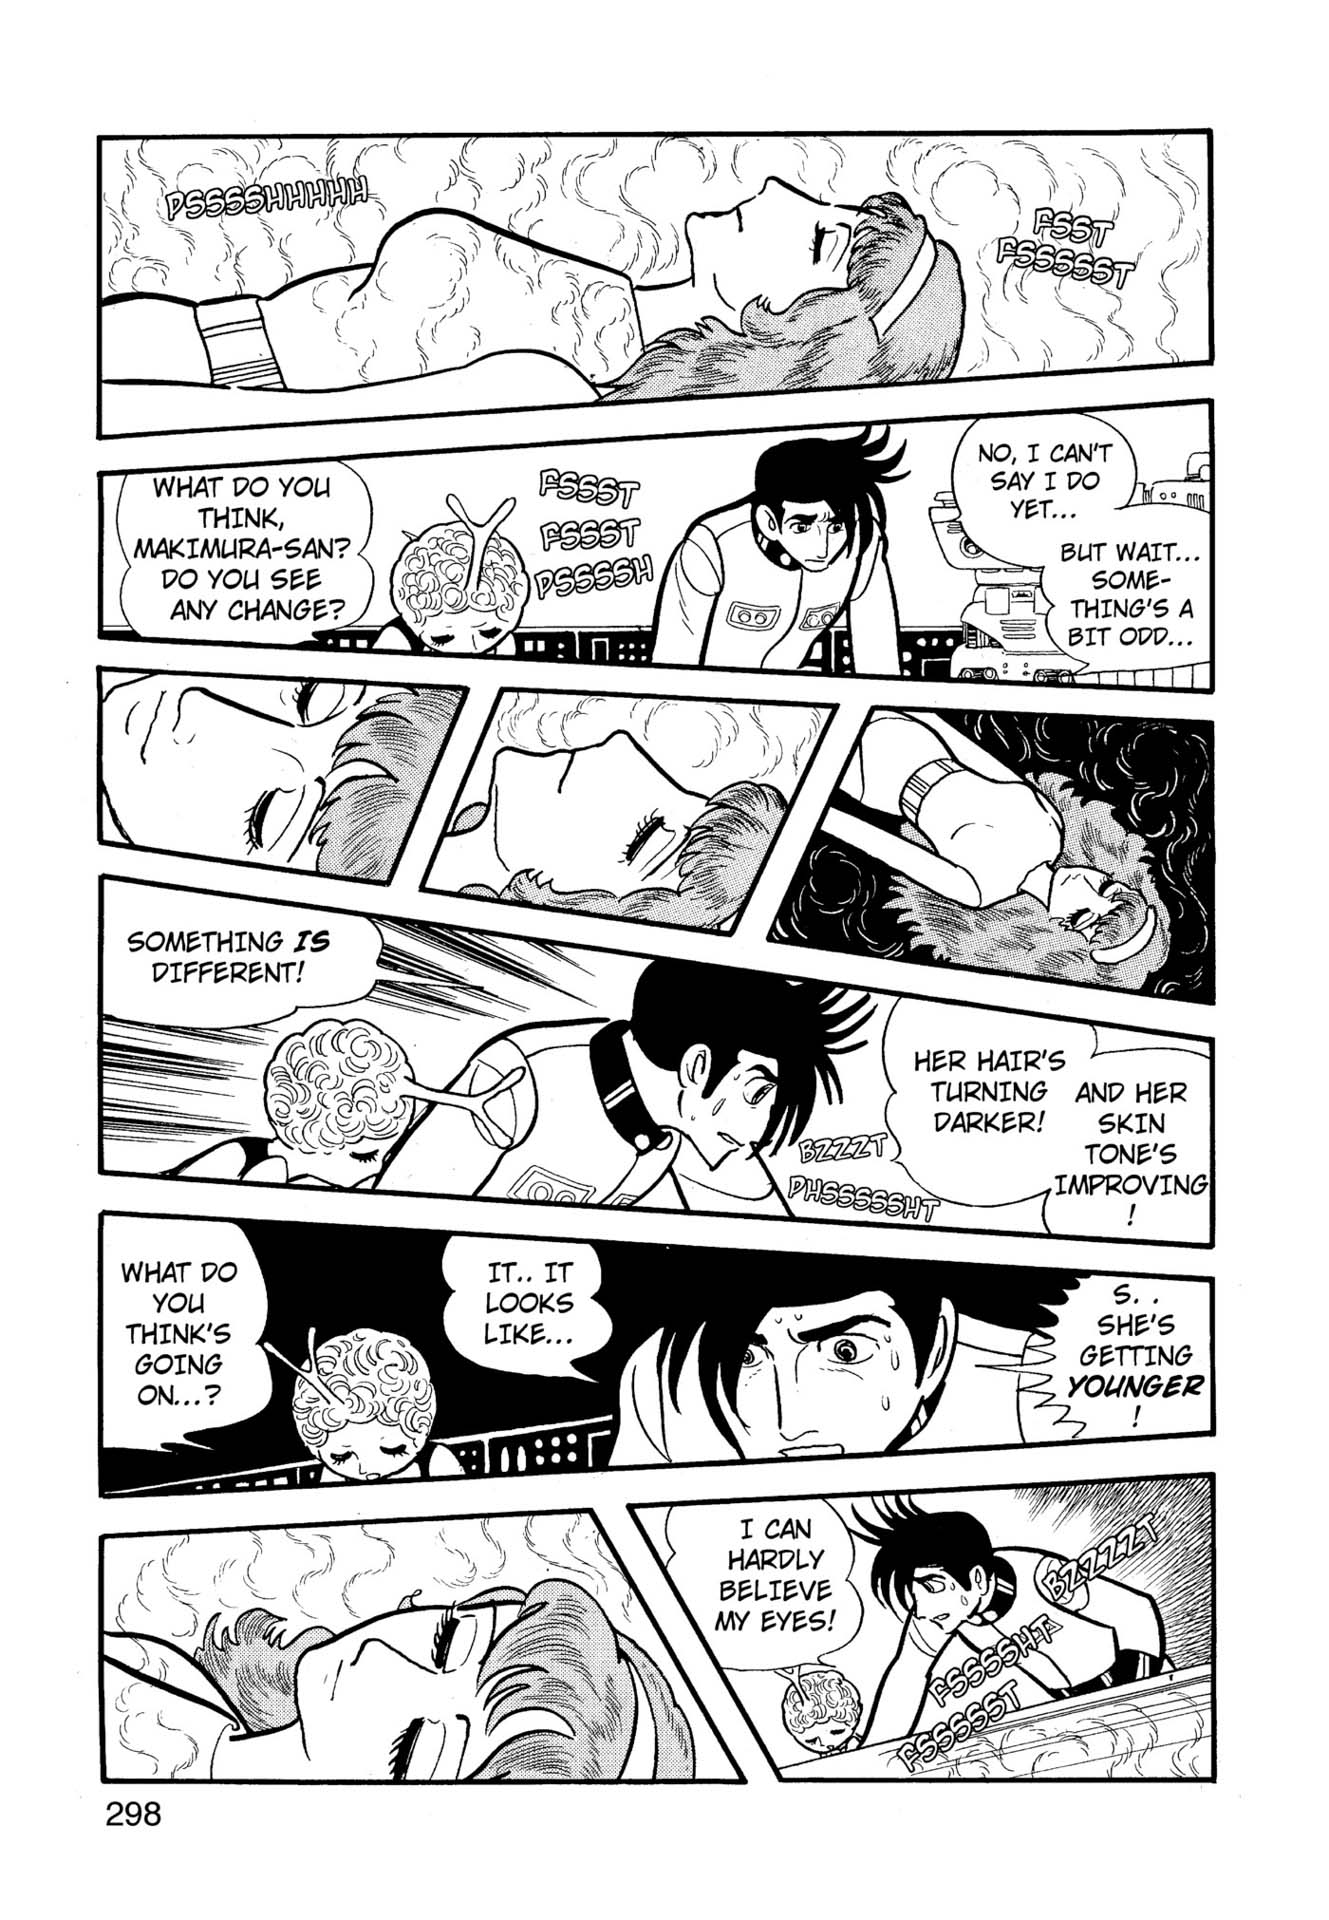 PSSSSHHHHH
FSST
FSSSSST
WHAT DO YOU
THINK,
MAKIMURA-SAN?
DO YOU SEE
ANY CHANGE?
FSSST
FSSST
PSSSSH
NO, I CAN'T
SAY I DO
YET...
BUT WAIT...
SOME-
THING'S A
BIT ODD...
SOMETHING IS
DIFFERENT!
BZZZT
PHSSSSSHT
HER HAIR'S
TURNING
DARKER!
AND HER
SKIN
TONE'S
IMPROVING
!
WHAT DO
YOU
THINK'S
GOING
ON...?
IT.. IT
LOOKS
LIKE...
S. .
SHE'S
GETTING
YOUNGER
!
I CAN
HARDLY
BELIEVE
MY EYES!
BZZZZT
FSSSSHT
FSSSSST
298